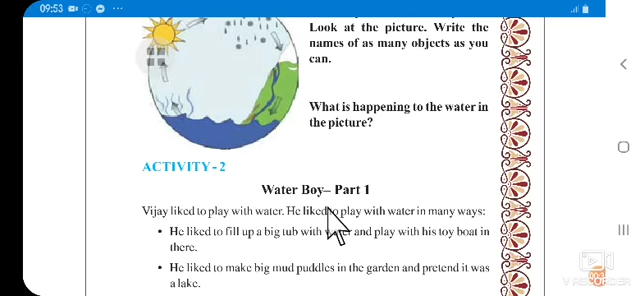 09:53
Look at the picture. Write the
names of as many objects as you
can.
What is happening to the water in
the picture?
ACTIVITY - 2
Water Boy– Part 1
Vijay liked to play with water. He liked to play with water in many ways:
• He liked to fill up a big tub with water and play with his toy boat in
there.
• He liked to make big mud puddles in the garden and pretend it was
a lake.
V RECORDER